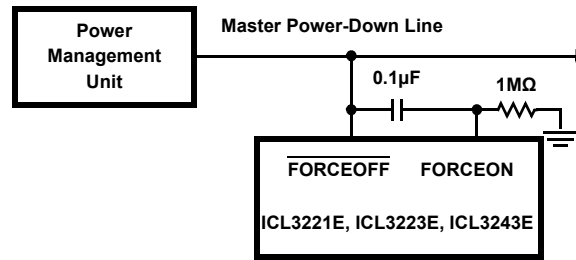 Power
Management
Unit
Master Power-Down Line
0.1µF
1MΩ
FORCEOFF FORCEON
ICL3221E, ICL3223E, ICL3243E